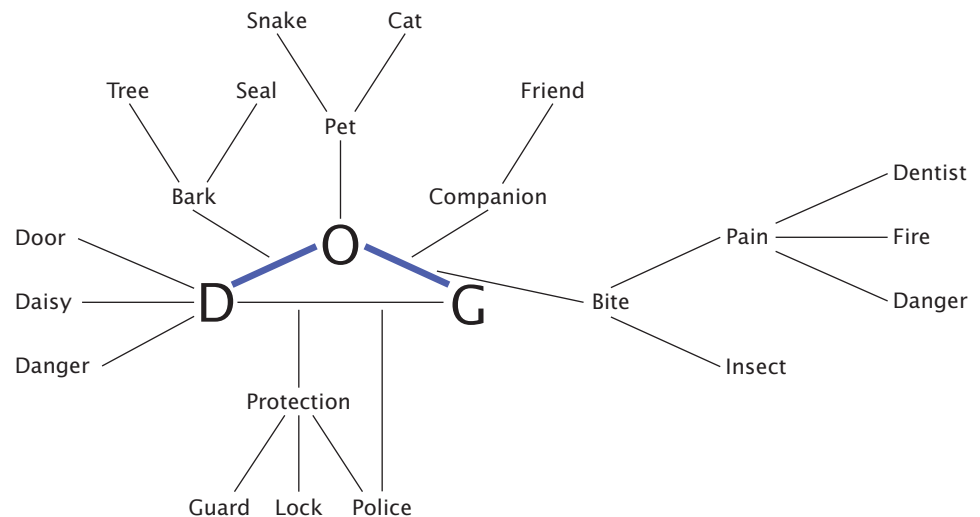 Snake
Cat
Tree
Seal
Friend
Pet
Dentist
Bark
Companion
Door
O
Pain
Fire
Daisy
D
G
Bite
Danger
Danger
Insect
Protection
Guard
Lock
Police